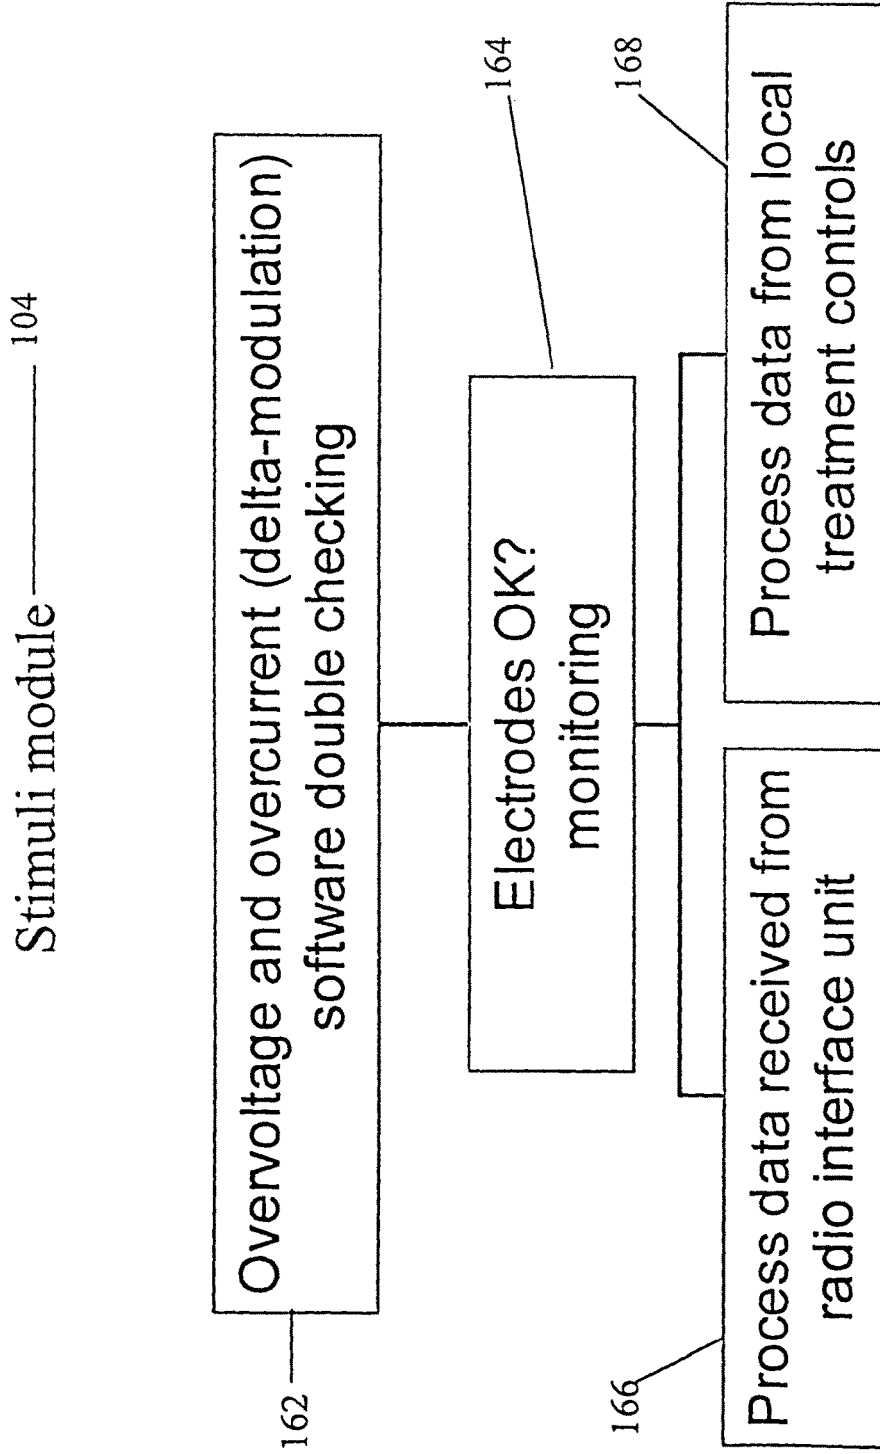 Stimuli module 104
162
Overvoltage and overcurrent (delta-modulation)
software double checking
164
Electrodes OK?
monitoring
166
Process data received from
radio interface unit
168
Process data from local
treatment controls